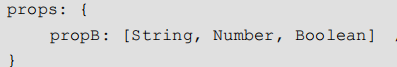 props: {
    propB: [String, Number, Boolean] ,
}